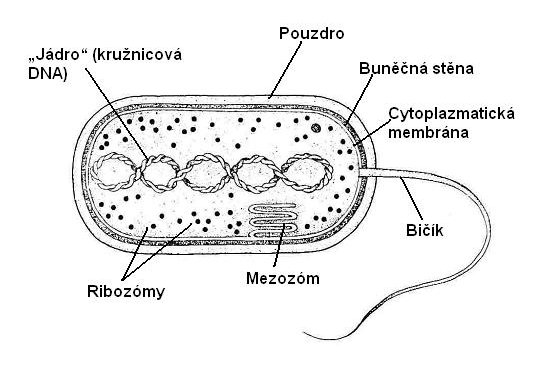 Pouzdro
„Jádro“ (kružnicová
DNA)
Buněčná stěna
Cytoplazmatická
membrána
Bičík
Mezozóm
Ribozómy